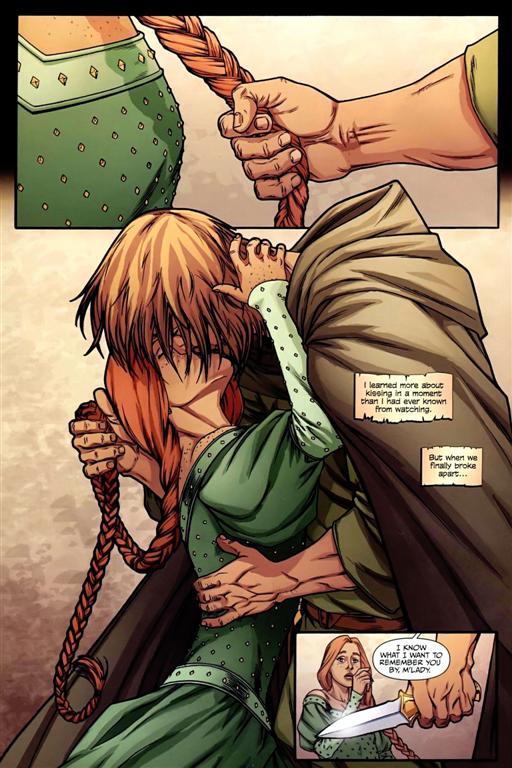 I learned more about
kissing in a moment
than I had ever known
from watching.
But when we
finally broke
apart...
I KNOW
WHAT I WANT TO
REMEMBER YOU
BY, M'LADY.